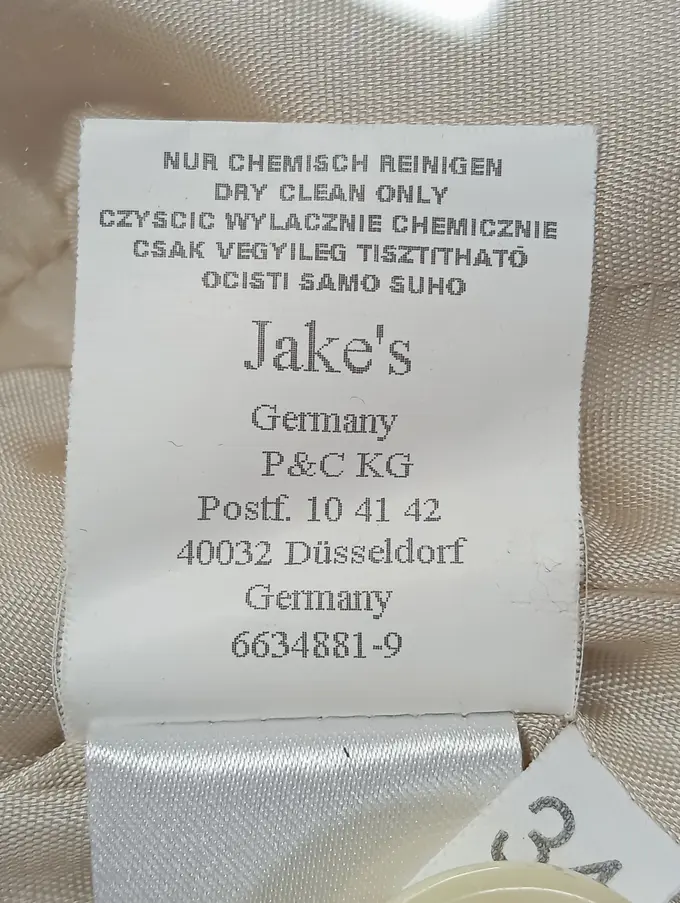 NUR CHEMISCH REINIGEN
DRY CLEAN ONLY
CZYSCIC WYLACZNIE CHEMICZNIE
CSAK VEGYILEG TISZTITHATÓ
OCISTI SAMO SUHO
Jake's
Germany
P&C KG
Postf. 10 41 42
40032 Düsseldorf
Germany
6634881-9